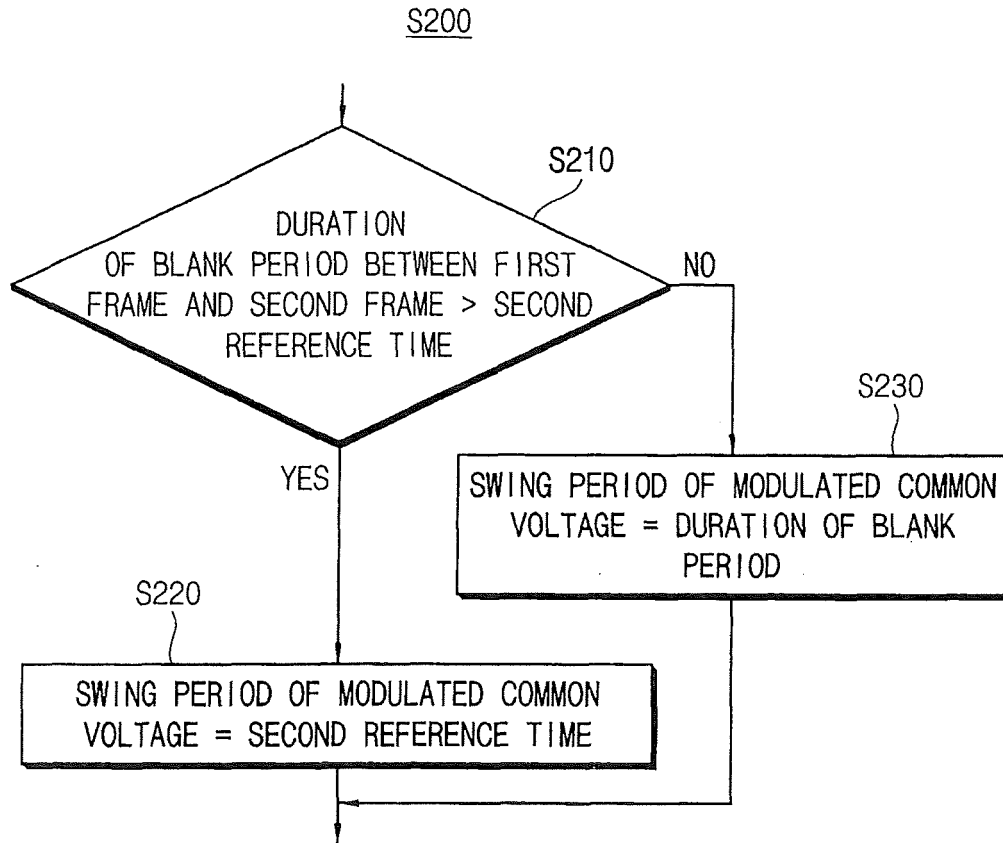 S200
S210
DURATION
OF BLANK PERIOD BETWEEN FIRST
FRAME AND SECOND FRAME > SECOND
REFERENCE TIME
NO
YES
S230
SWING PERIOD OF MODULATED COMMON
VOLTAGE = DURATION OF BLANK
PERIOD
S220
SWING PERIOD OF MODULATED COMMON
VOLTAGE = SECOND REFERENCE TIME